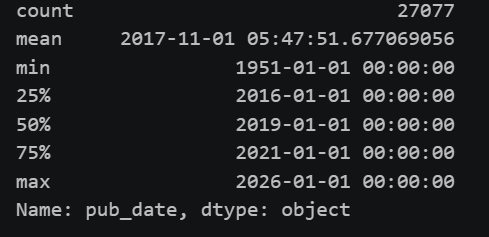 count 27077
mean 2017-11-01 05:47:51.677069056
min 1951-01-01 00:00:00
25% 2016-01-01 00:00:00
50% 2019-01-01 00:00:00
75% 2021-01-01 00:00:00
max 2026-01-01 00:00:00
Name: pub_date, dtype: object